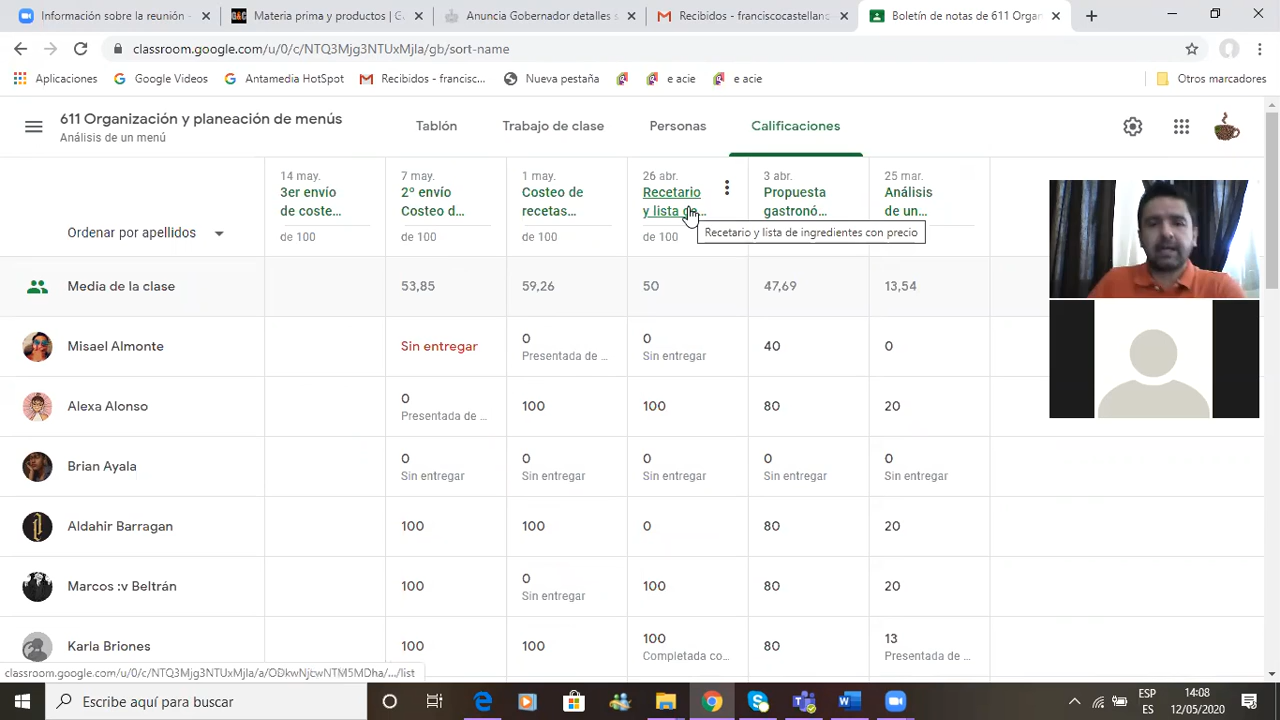 Información sobre la reuni
G&C Materia prima y productos | G
Anuncia Gobernador detalles s
Recibidos - franciscocastellano
Boletín de notas de 611 Organ
classroom.google.com/u/0/c/NTQ3Mjg3NTUxMjla/gb/sort-name
Aplicaciones
Google Videos
Antamedia HotSpot
Recibidos - francisc...
Nueva pestaña
e acie
e acie
Otros marcadores
611 Organización y planeación de menús
Análisis de un menú
Tablón
Trabajo de clase
Personas
Calificaciones
Ordenar por apellidos
14 may.
3er envío
de coste...
de 100
7 may.
2º envío
Costeo d...
de 100
1 may.
Costeo de
recetas...
de 100
26 abr.
Recetario
y lista de...
de 100
3 abr.
Propuesta
gastronó...
25 mar.
Análisis
de un...
Recetario y lista de ingredientes con precio
Media de la clase 53,85 59,26 50 47,69 13,54
Misael Almonte Sin entregar 0 0 40 0
Presentada de ... Sin entregar
Alexa Alonso 0 100 100 80 20
Presentada de ...
Brian Ayala 0 0 0 0 0
Sin entregar Sin entregar Sin entregar Sin entregar Sin entregar
Aldahir Barragan 100 100 0 80 20
Marcos :v Beltrán 100 0 100 80 20
Sin entregar
Karla Briones 100 100 100 80 13
Completada co... Presentada de ...
Escribe aquí para buscar
ESP
ES
14:08
12/05/2020